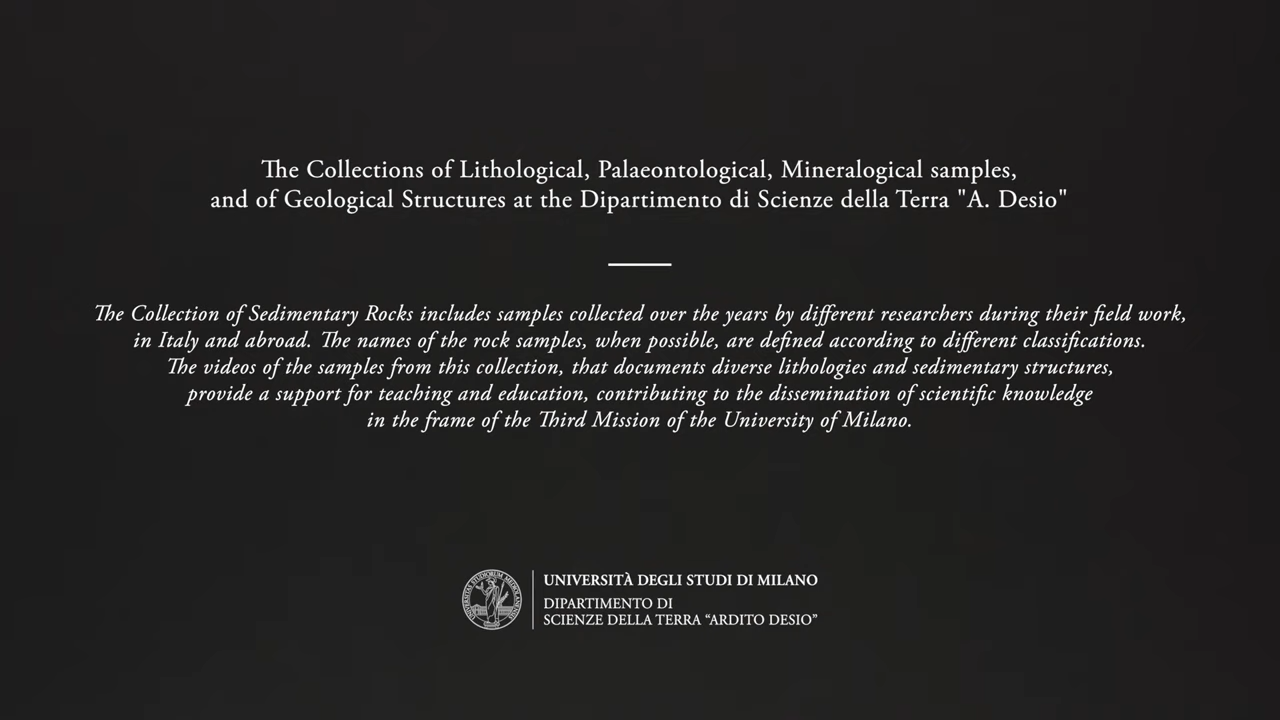 The Collections of Lithological, Palaeontological, Mineralogical samples,
and of Geological Structures at the Dipartimento di Scienze della Terra "A. Desio"
The Collection of Sedimentary Rocks includes samples collected over the years by different researchers during their field work,
in Italy and abroad. The names of the rock samples, when possible, are defined according to different classifications.
The videos of the samples from this collection, that documents diverse lithologies and sedimentary structures,
provide a support for teaching and education, contributing to the dissemination of scientific knowledge
in the frame of the Third Mission of the University of Milano.
UNIVERSITÀ DEGLI STUDI DI MILANO
DIPARTIMENTO DI
SCIENZE DELLA TERRA “ARDITO DESIO”